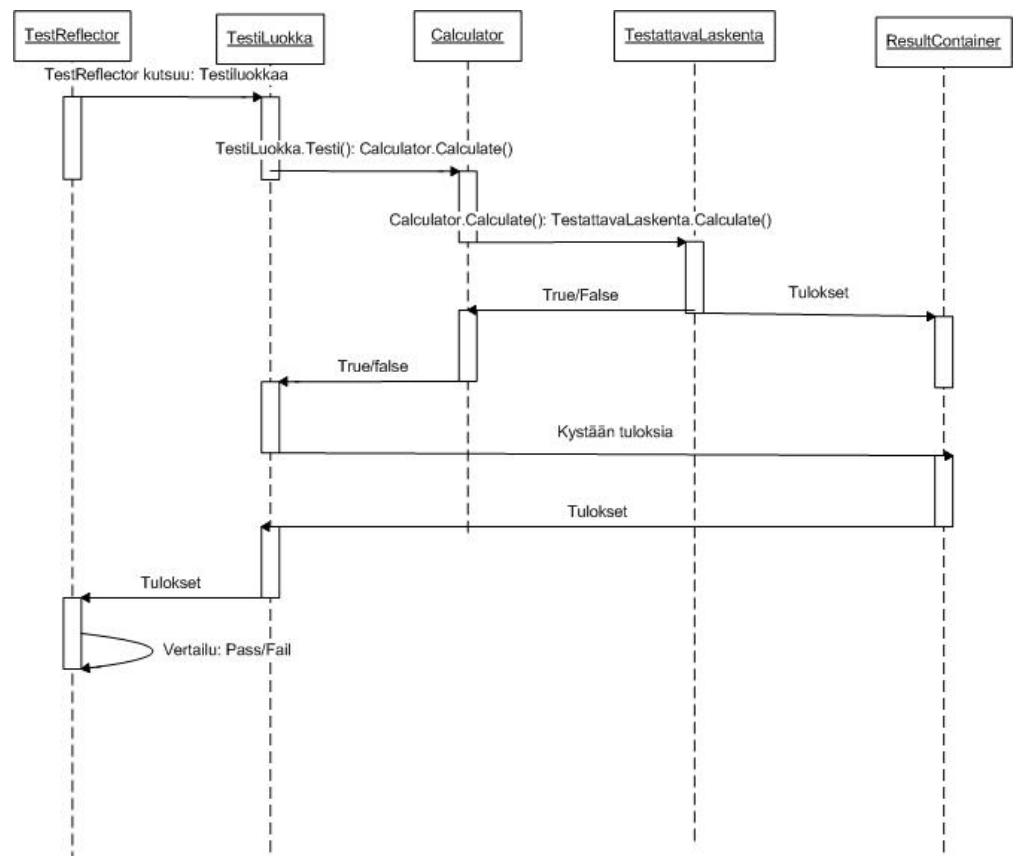 TestReflector
TestiLuokka
Calculator
TestattavaLaskenta
ResultContainer
TestReflector kutsuu: Testiluokkaa
TestiLuokka.Testi(): Calculator.Calculate()
Calculator.Calculate(): TestattavaLaskenta.Calculate()
True/False
Tulokset
True/false
Kystään tuloksia
Tulokset
Tulokset
Vertailu: Pass/Fail